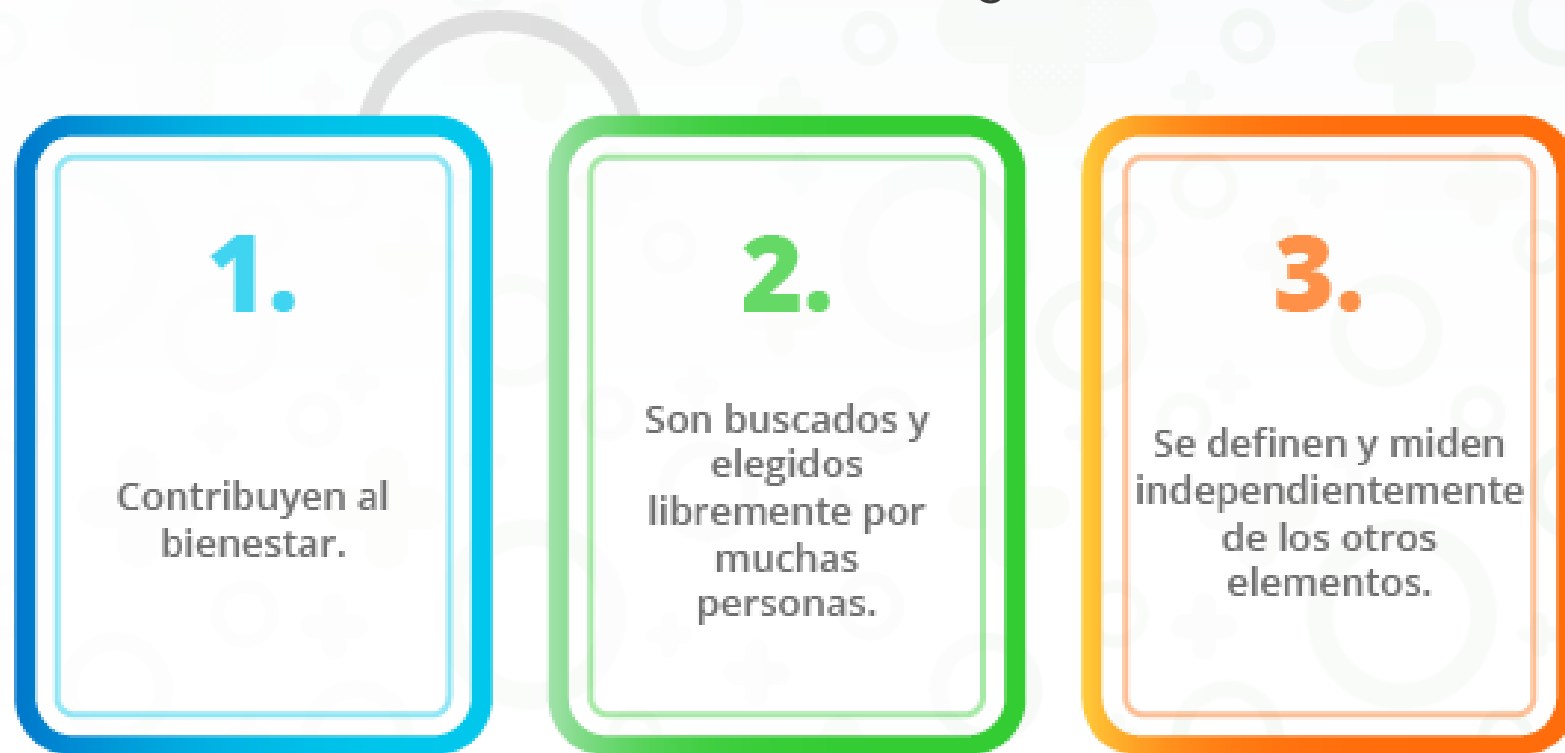 1.
Contribuyen al
bienestar.
2.
Son buscados y
elegidos
libremente por
muchas
personas.
3.
Se definen y miden
independientemente
de los otros
elementos.